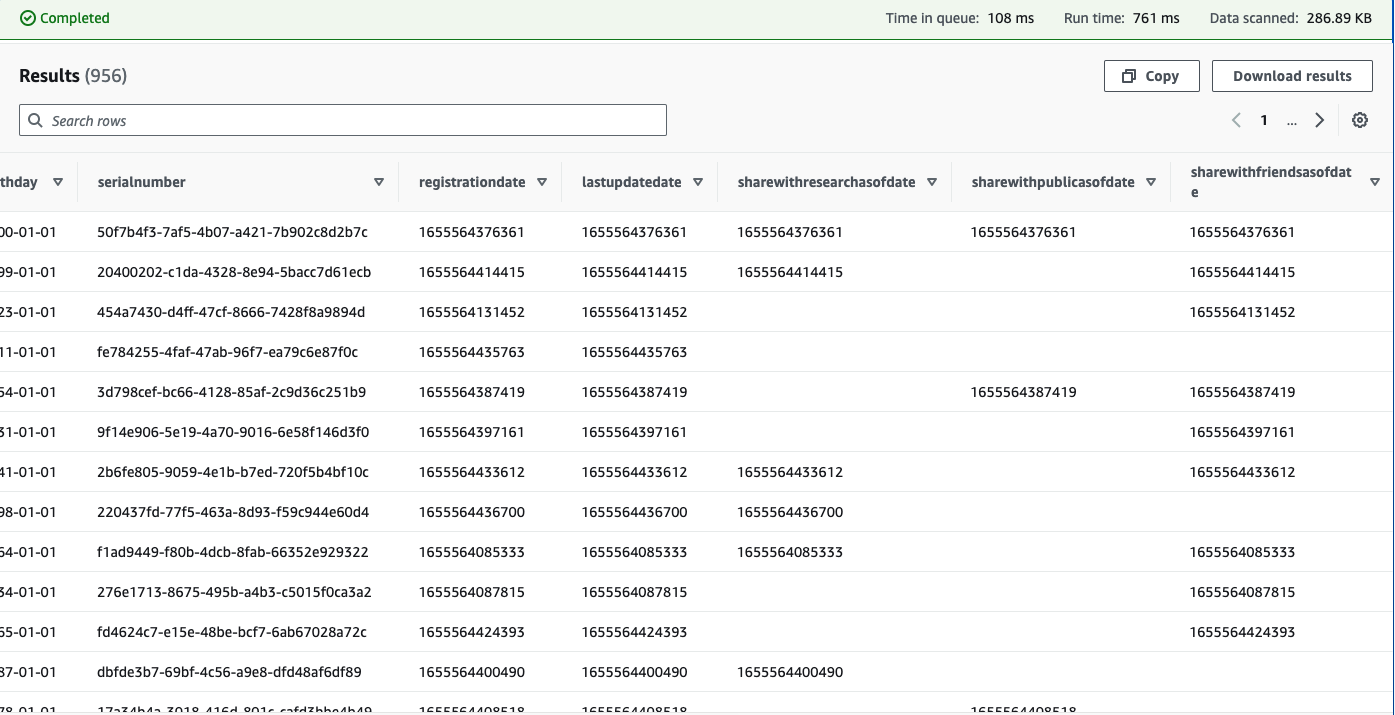 Completed Time in queue: 108 ms Run time: 761 ms Data scanned: 286.89 KB
Results (956) Copy Download results
Search rows 1 ...
thday serialnumber registrationdate lastupdatedate sharewithresearchasofdate sharewithpublicasofdate sharewithfriendsasofdat
e
00-01-01 50f7b4f3-7af5-4b07-a421-7b902c8d2b7c 1655564376361 1655564376361 1655564376361 1655564376361 1655564376361
99-01-01 20400202-c1da-4328-8e94-5bacc7d61ecb 1655564414415 1655564414415 1655564414415 1655564414415
23-01-01 454a7430-d4ff-47cf-8666-7428f8a9894d 1655564131452 1655564131452 1655564131452
11-01-01 fe784255-4faf-47ab-96f7-ea79c6e87f0c 1655564435763 1655564435763
54-01-01 3d798cef-bc66-4128-85af-2c9d36c251b9 1655564387419 1655564387419 1655564387419 1655564387419
31-01-01 9f14e906-5e19-4a70-9016-6e58f146d3f0 1655564397161 1655564397161 1655564397161
41-01-01 2b6fe805-9059-4e1b-b7ed-720f5b4bf10c 1655564433612 1655564433612 1655564433612 1655564433612
98-01-01 220437fd-77f5-463a-8d93-f59c944e60d4 1655564436700 1655564436700 1655564436700
64-01-01 f1ad9449-f80b-4dcb-8fab-66352e929322 1655564085333 1655564085333 1655564085333 1655564085333
34-01-01 276e1713-8675-495b-a4b3-c5015f0ca3a2 1655564087815 1655564087815 1655564087815
65-01-01 fd4624c7-e15e-48be-bcf7-6ab67028a72c 1655564424393 1655564424393 1655564424393
87-01-01 dbfde3b7-69bf-4c56-a9e8-dfd48af6df89 1655564400490 1655564400490 1655564400490